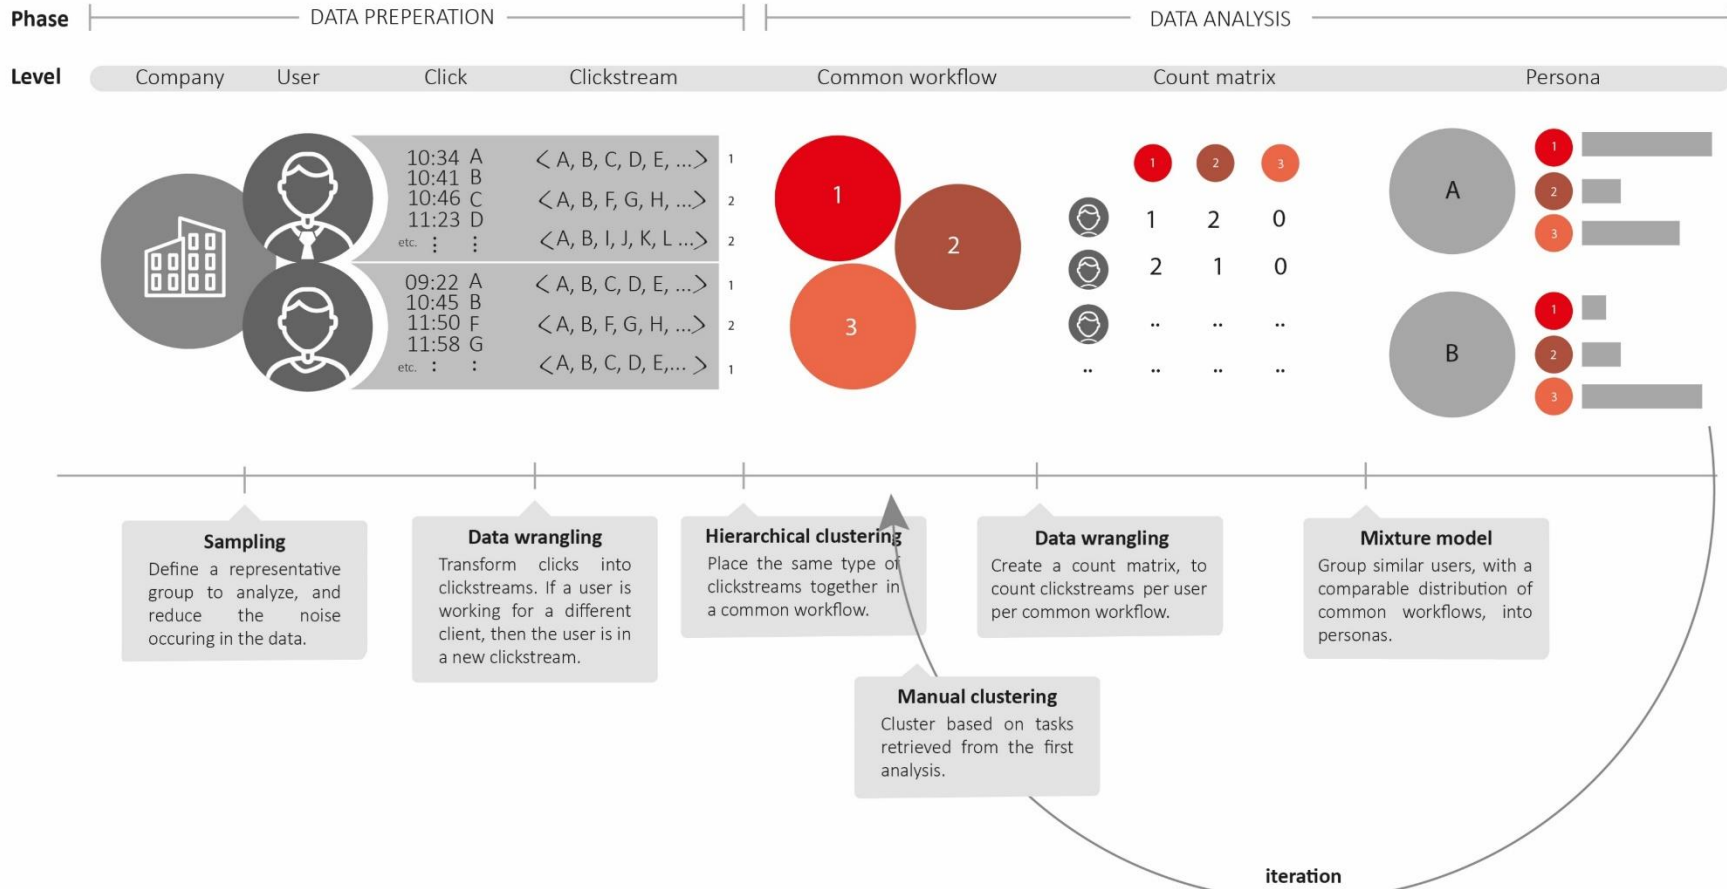 Phase
DATA PREPERATION
DATA ANALYSIS
Level
Company
User
Click
Clickstream
Common workflow
Count matrix
Persona
10:34 A
10:41 B
10:46 C
11:23 D
etc. : :
< A, B, C, D, E, ...> 1
< A, B, F, G, H, ...> 2
< A, B, I, J, K, L ...> 2
09:22 A
10:45 B
11:50 F
11:58 G
etc. : :
< A, B, C, D, E, ...> 1
< A, B, F, G, H, ...> 2
< A, B, C, D, E,... > 1
1
2
3
1 2 3
1 2 0
2 1 0
.. .. ..
.. .. .. ..
A
1
2
3
B
1
2
3
Sampling
Define a representative
group to analyze, and
reduce the noise
occuring in the data.
Data wrangling
Transform clicks into
clickstreams. If a user is
working for a different
client, then the user is in
a new clickstream.
Hierarchical clustering
Place the same type of
clickstreams together in
a common workflow.
Data wrangling
Create a count matrix, to
count clickstreams per user
per common workflow.
Mixture model
Group similar users, with a
comparable distribution of
common workflows, into
personas.
Manual clustering
Cluster based on tasks
retrieved from the first
analysis.
iteration